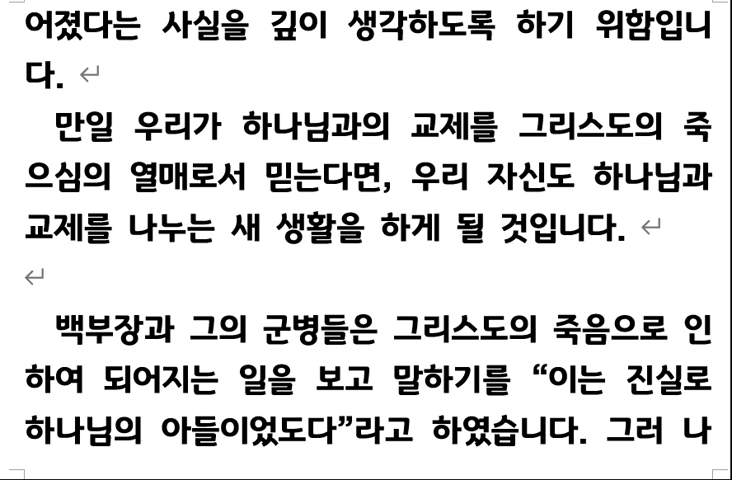 어졌다는 사실을 깊이 생각하도록 하기 위함입니
다. ↵
만일 우리가 하나님과의 교제를 그리스도의 죽
으심의 열매로서 믿는다면, 우리 자신도 하나님과
교제를 나누는 새 생활을 하게 될 것입니다. ↵
↵
백부장과 그의 군병들은 그리스도의 죽음으로 인
하여 되어지는 일을 보고 말하기를 “이는 진실로
하나님의 아들이었도다”라고 하였습니다. 그러 나